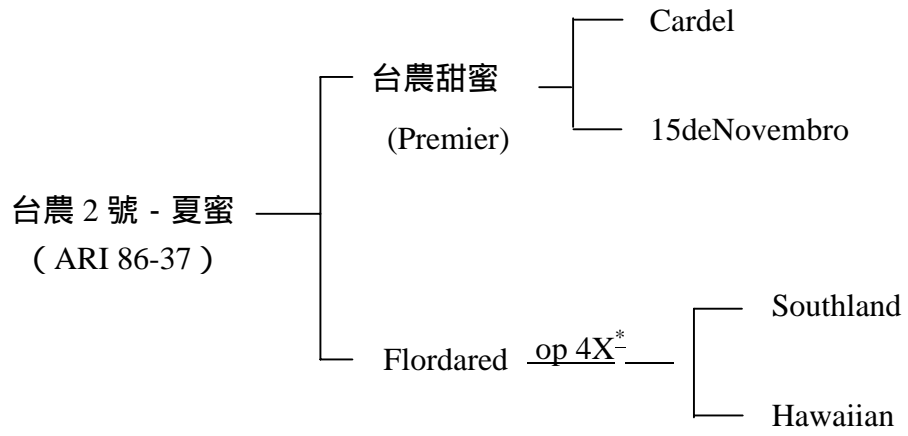 Cardel
台農甜蜜
(Premier)
15deNovembro
台農 2 號 - 夏蜜
( ARI 86-37 )
Southland
Flordared op 4X*
Hawaiian